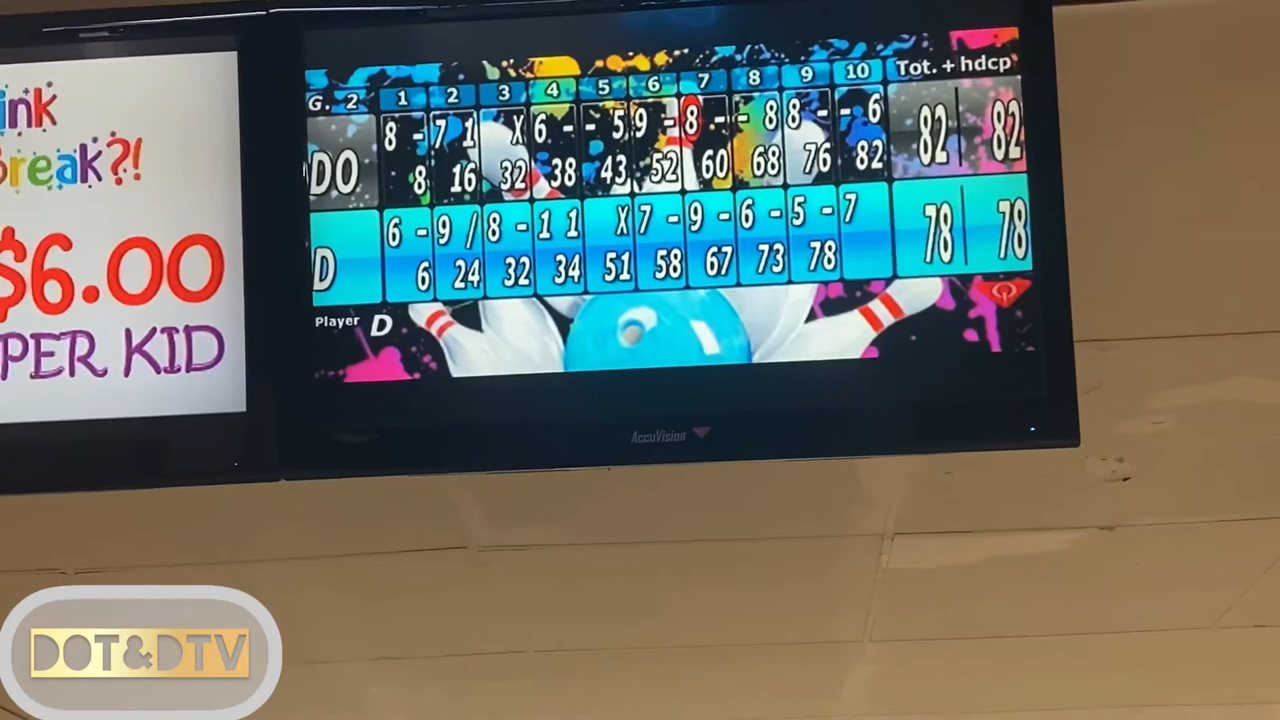 ink
reak?!
$6.00
PER KID
G. 2 1 2 3 4 5 6 7 8 9 10 Tot. + hdcp
8 - 7 1 X 6 - - 5 9 - 8 - - 8 8 - - 6
DO 8 16 32 38 43 52 60 68 76 82 82 82
6 - 9 / 8 - 1 1 X 7 - 9 - 6 - 5 - 7
D 6 24 32 34 51 58 67 73 78 78 78
Player D
AccuVision
DOT&DTV